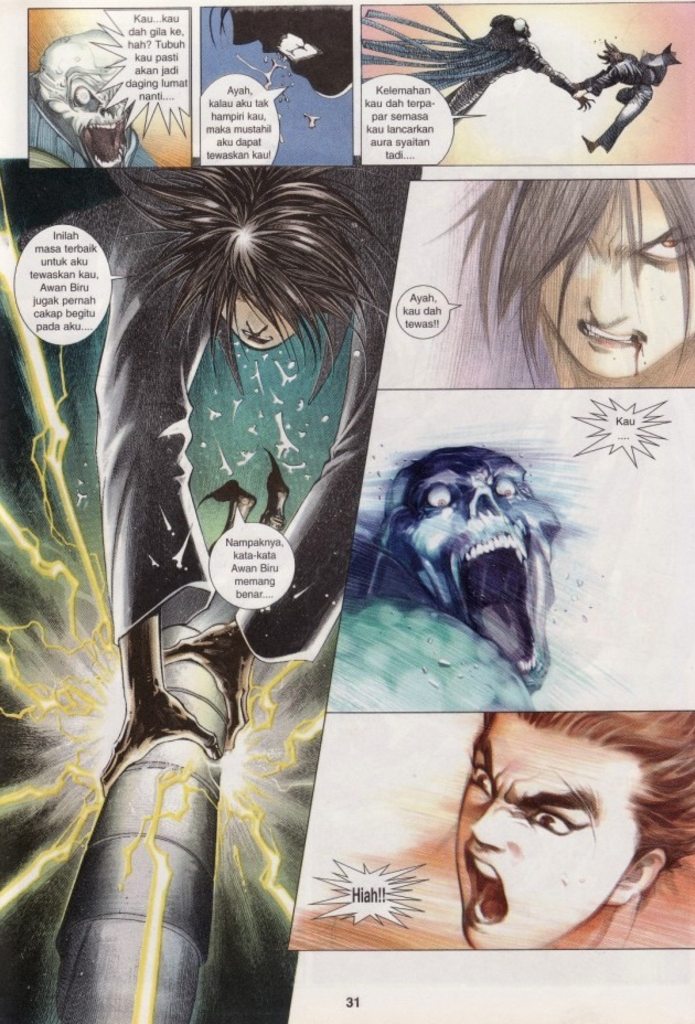 Kau...kau
dah gila ke,
hah? Tubuh
kau pasti
akan jadi
daging lumat
nanti....
Ayah,
kalau aku tak
hampiri kau,
maka mustahil
aku dapat
tewaskan kau!
Kelemahan
kau dah terpa-
par semasa
kau lancarkan
aura syaitan
tadi....
Inilah
masa terbaik
untuk aku
tewaskan kau,
Awan Biru
jugak pernah
cakap begitu
pada aku....
Nampaknya,
kata-kata
Awan Biru
memang
benar....
Ayah,
kau dah
tewas!!
Kau
....
Hiah!!
31